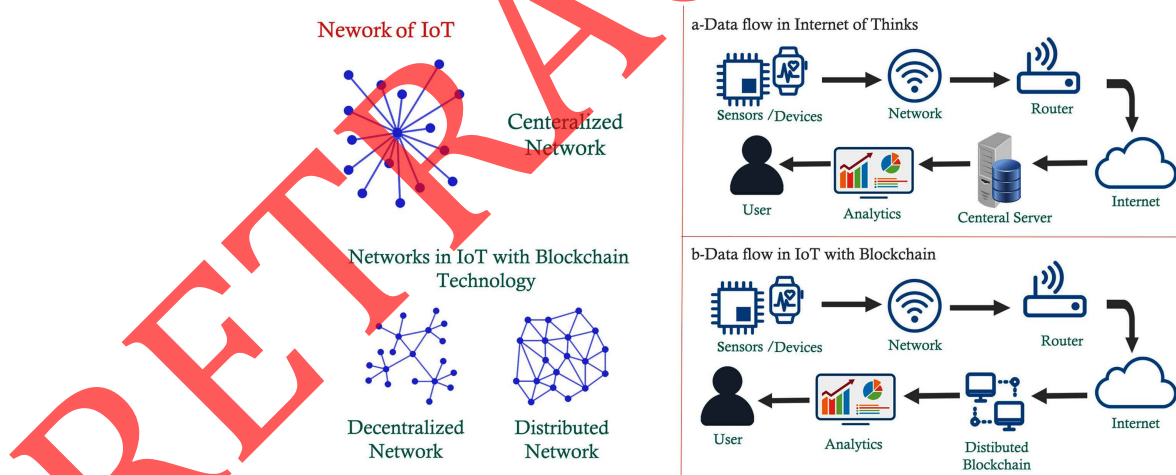 Nework of IoT
Centeralized
Network
Networks in IoT with Blockchain
Technology
Decentralized
Network
Distributed
Network
a-Data flow in Internet of Thinks
Sensors /Devices
Network
Router
User
Analytics
Centeral Server
Internet
b-Data flow in IoT with Blockchain
Sensors /Devices
Network
Router
User
Analytics
Distibuted
Blockchain
Internet
RETRA